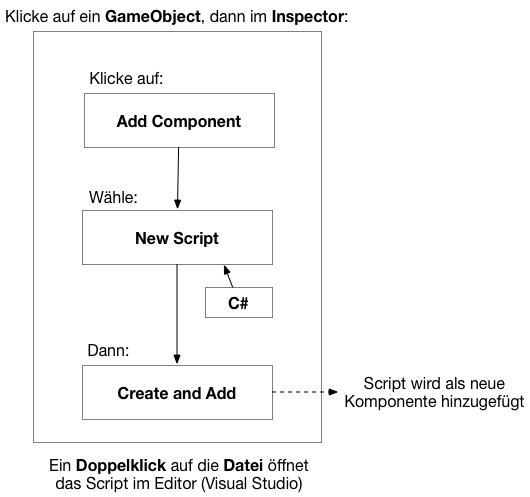 Klicke auf ein GameObject, dann im Inspector:
Klicke auf:
Add Component
Wähle:
New Script
C#
Dann:
Create and Add
Script wird als neue
Komponente hinzugefügt
Ein Doppelklick auf die Datei öffnet
das Script im Editor (Visual Studio)